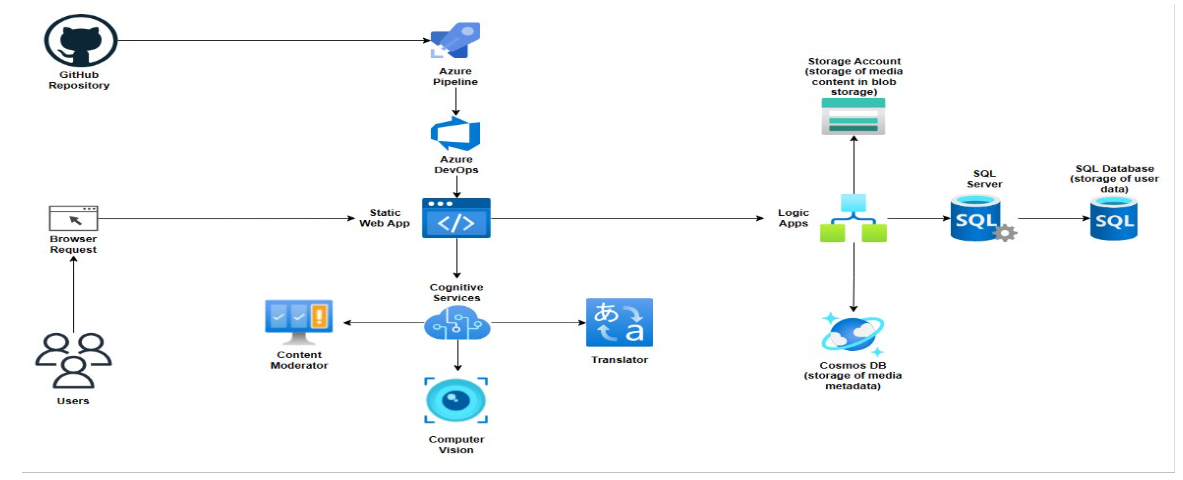 GitHub
Repository
Azure
Pipeline
Azure
DevOps
Storage Account
(storage of media
content in blob
storage)
SQL
Server
SQL
SQL Database
(storage of user
data)
SQL
Browser
Request
Static
Web App
</>
Logic
Apps
Cognitive
Services
Content
Moderator
あ
a
Translator
Cosmos DB
(storage of media
metadata)
Users
Computer
Vision